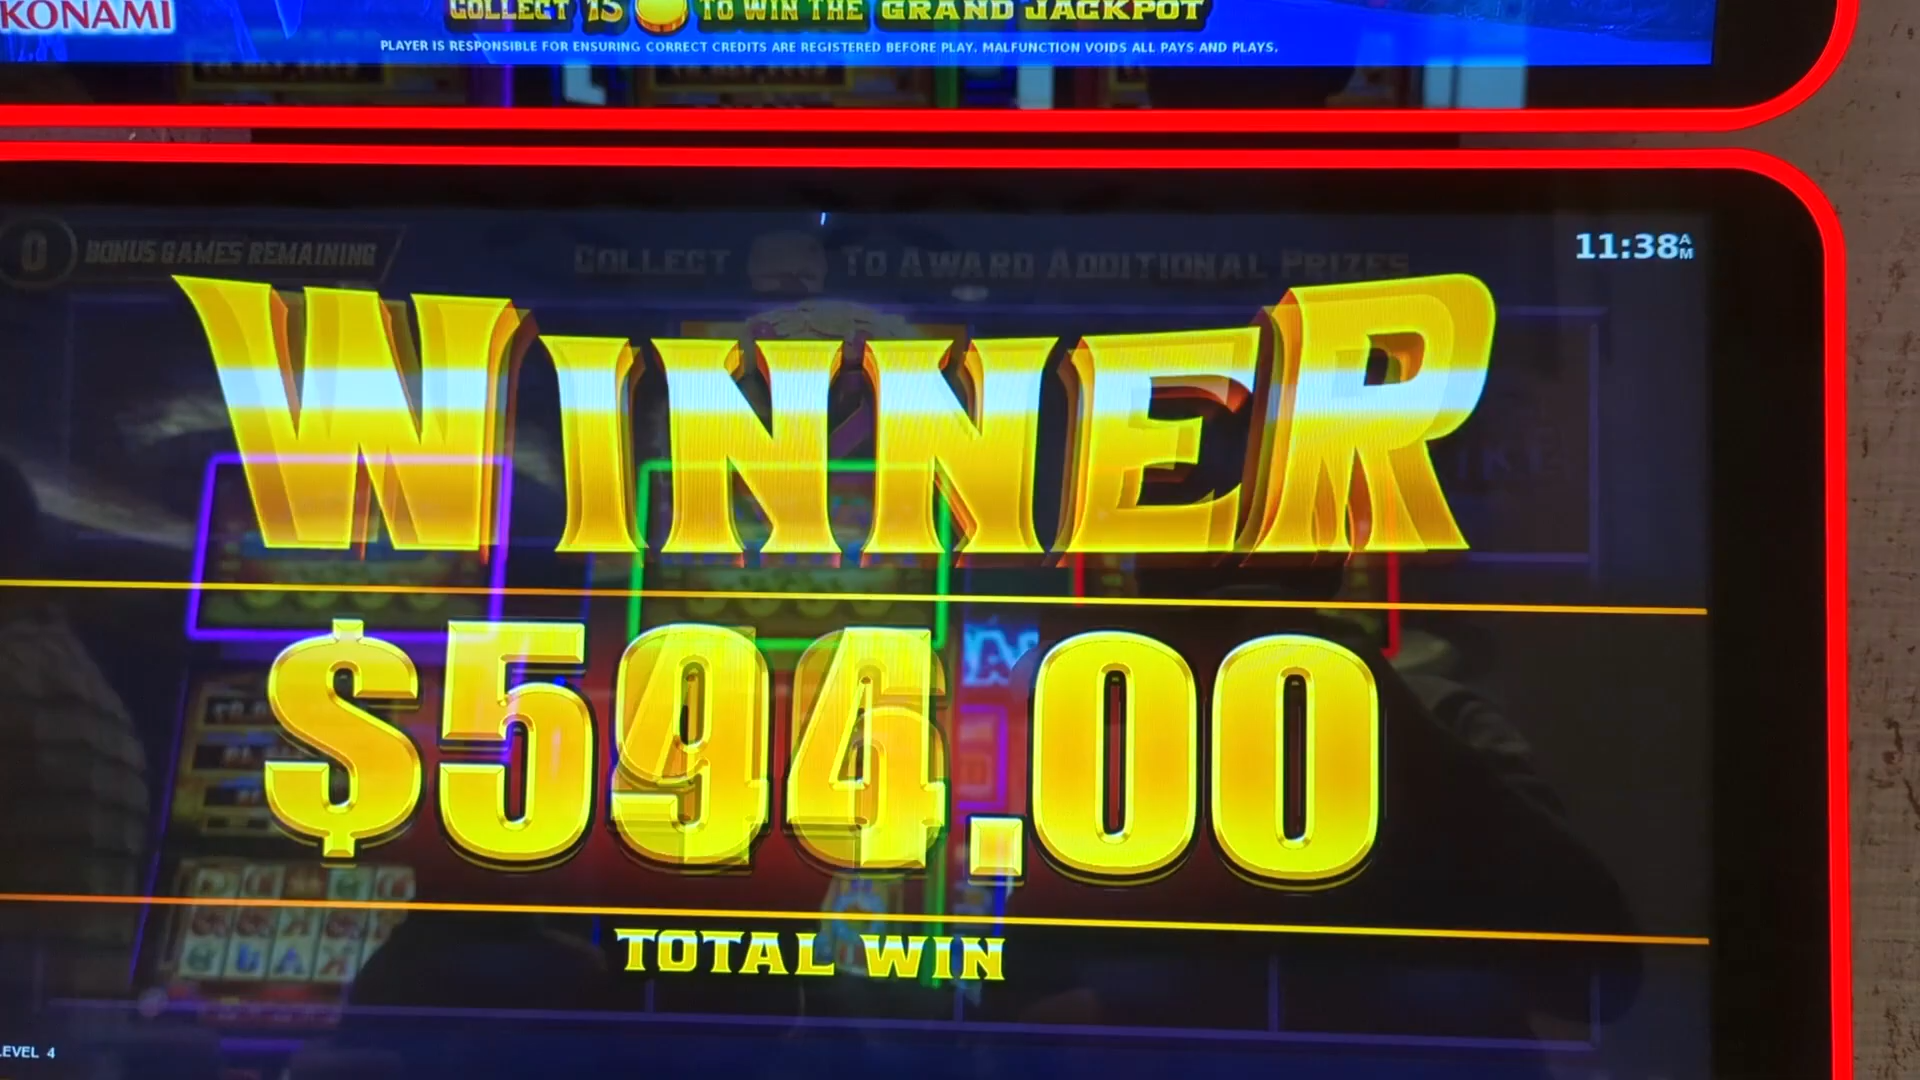 KONAMI
COLLECT 15 TO WIN THE GRAND JACKPOT
PLAYER IS RESPONSIBLE FOR ENSURING CORRECT CREDITS ARE REGISTERED BEFORE PLAY. MALFUNCTION VOIDS ALL PAYS AND PLAYS.
0 BONUS GAMES REMAINING
COLLECT TO AWARD ADDITIONAL PRIZES
11:38AM
WINNER
$594.00
TOTAL WIN
LEVEL 4